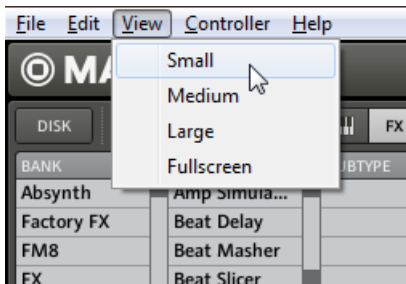 File Edit View Controller Help
Small
Medium
Large
Fullscreen
MA
DISK
FX
BANK
Absynth
Amp Simula...
Factory FX
Beat Delay
FM8
Beat Masher
FX
Beat Slicer